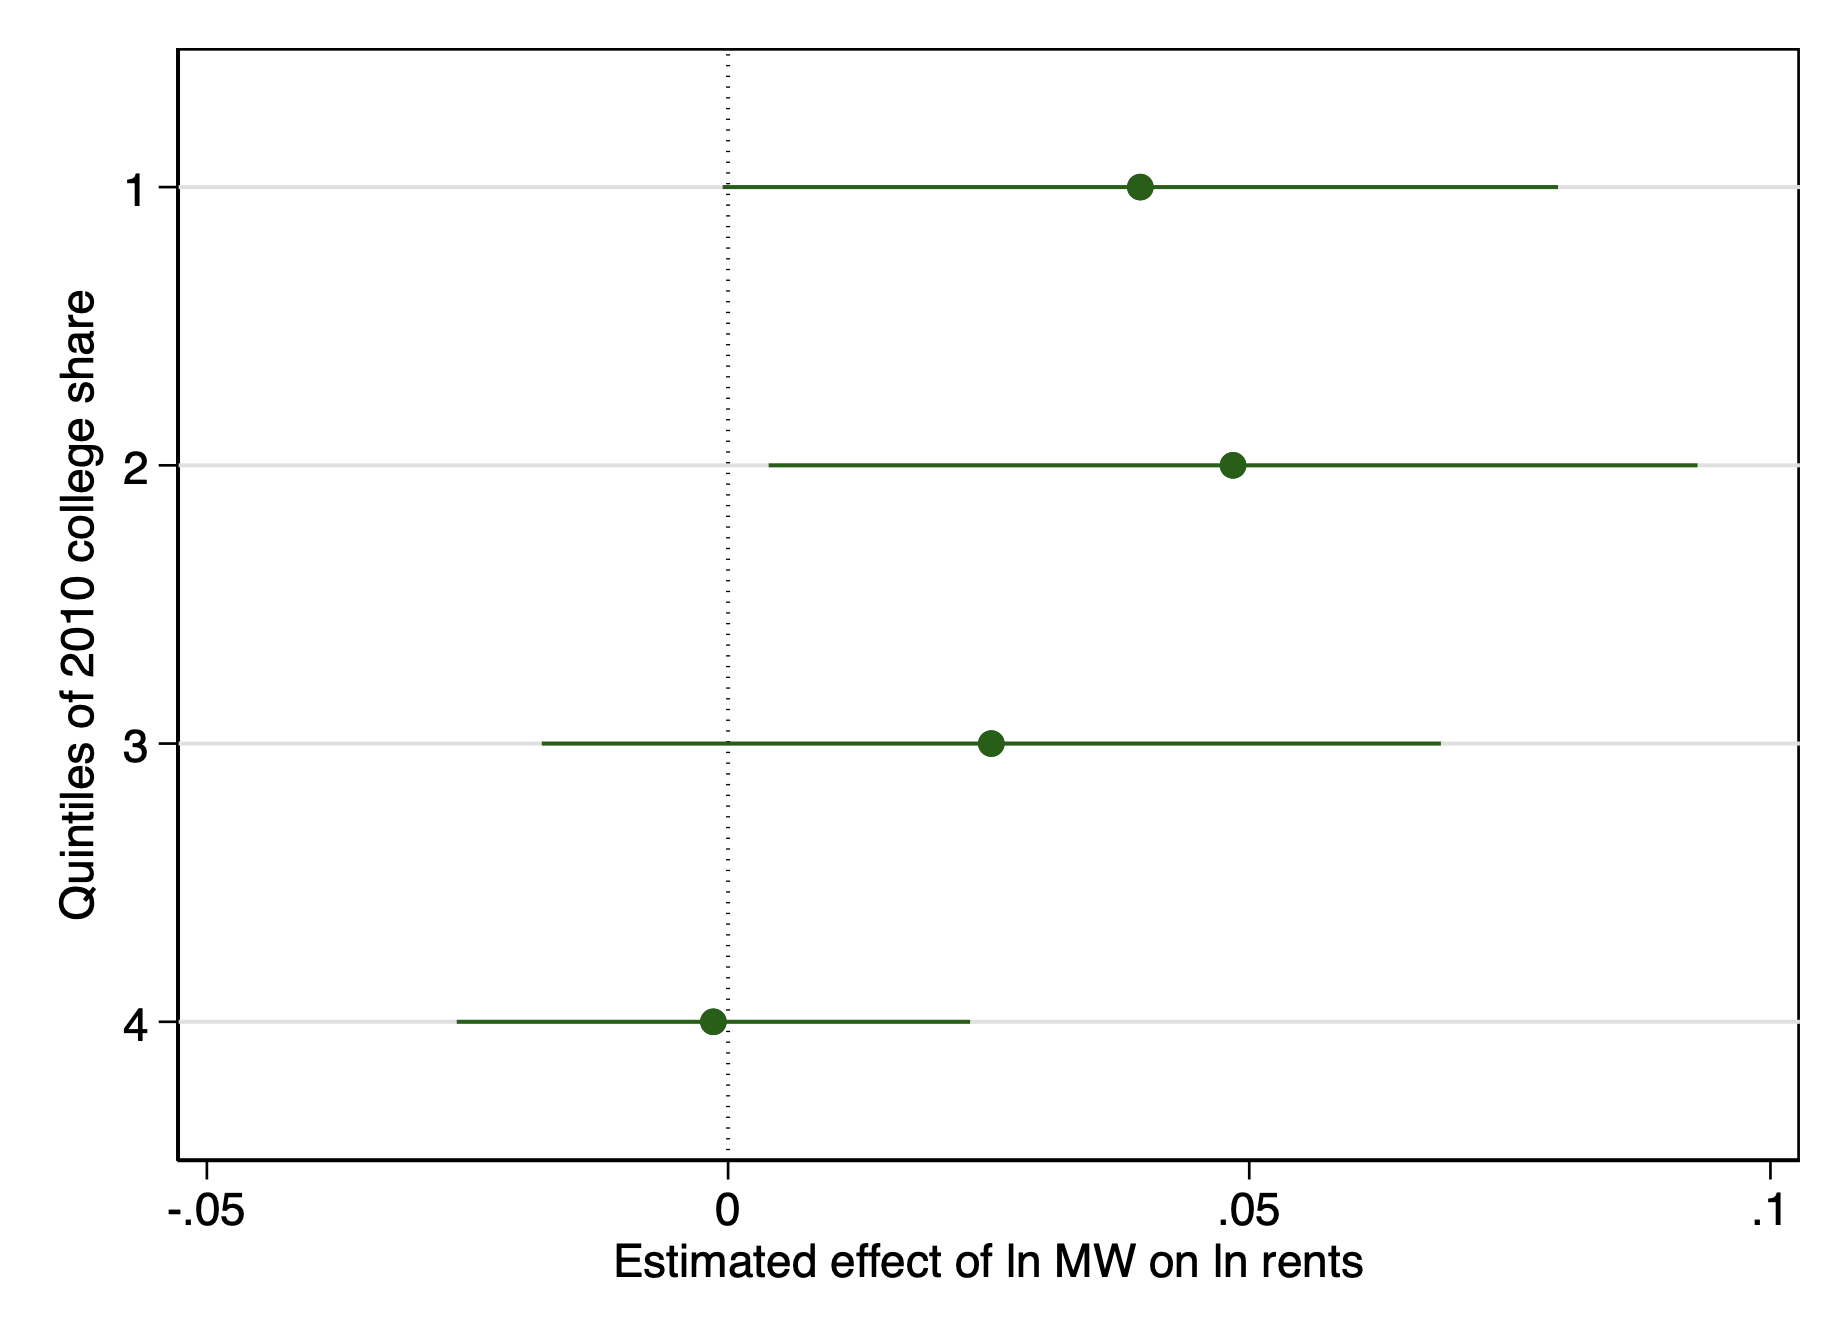 Quintiles of 2010 college share
1
2
3
4
-.05 0 .05 .1
Estimated effect of ln MW on ln rents